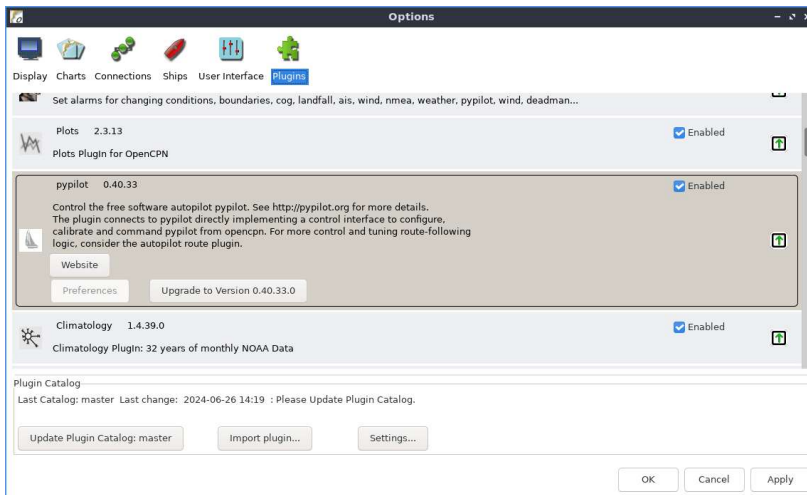 Options
Display Charts Connections Ships User Interface Plugins
Set alarms for changing conditions, boundaries, cog, landfall, ais, wind, nmea, weather, pypilot, wind, deadman...
Plots 2.3.13
Enabled
Plots PlugIn for OpenCPN
pypilot 0.40.33
Enabled
Control the free software autopilot pypilot. See http://pypilot.org for more details.
The plugin connects to pypilot directly implementing a control interface to configure,
calibrate and command pypilot from opencpn. For more control and tuning route-following
logic, consider the autopilot route plugin.
Website
Preferences Upgrade to Version 0.40.33.0
Climatology 1.4.39.0
Enabled
Climatology PlugIn: 32 years of monthly NOAA Data
Plugin Catalog
Last Catalog: master Last change: 2024-06-26 14:19 : Please Update Plugin Catalog.
Update Plugin Catalog: master Import plugin... Settings...
OK Cancel Apply